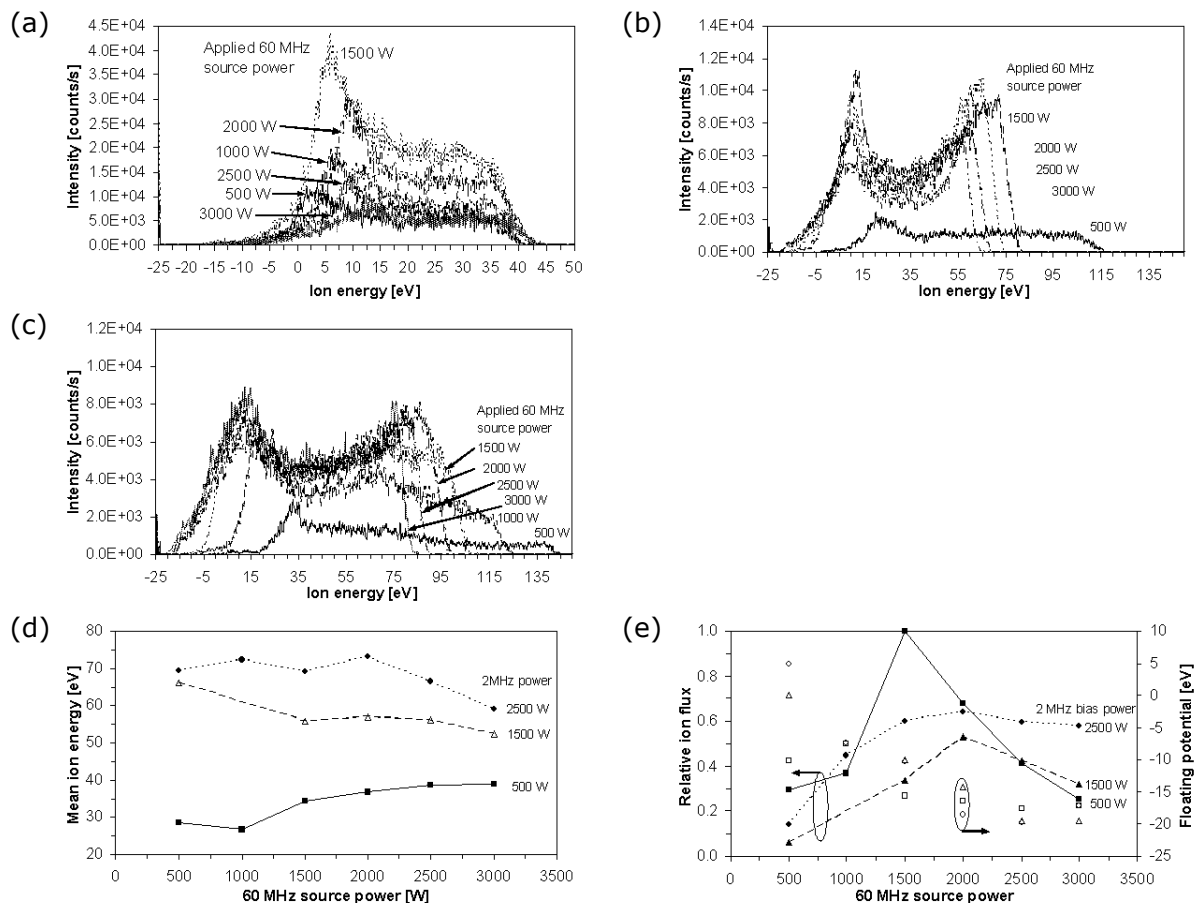 (a)
Intensity [counts/s]
4.5E+04
4.0E+04
3.5E+04
3.0E+04
2.5E+04
2.0E+04
1.5E+04
1.0E+04
5.0E+03
0.0E+00
Applied 60 MHz
source power
1500 W
2000 W
1000 W
2500 W
500 W
3000 W
-25 -20 -15 -10 -5 0 5 10 15 20 25 30 35 40 45 50
Ion energy [eV]
(b)
Intensity [counts/s]
1.4E+04
1.2E+04
1.0E+04
8.0E+03
6.0E+03
4.0E+03
2.0E+03
0.0E+00
Applied 60 MHz
source power
1500 W
2000 W
2500 W
3000 W
500 W
-25 -5 15 35 55 75 95 115 135
Ion energy [eV]
(c)
Intensity [counts/s]
1.2E+04
1.0E+04
8.0E+03
6.0E+03
4.0E+03
2.0E+03
0.0E+00
Applied 60 MHz
source power
1500 W
2000 W
2500 W
3000 W
1000 W
500 W
-25 -5 15 35 55 75 95 115 135
Ion energy [eV]
(d)
Mean ion energy [eV]
80
70
60
50
40
30
20
2MHz power
2500 W
1500 W
500 W
0 500 1000 1500 2000 2500 3000 3500
60 MHz source power [W]
(e)
Relative ion flux
1.0
0.8
0.6
0.4
0.2
0.0
2 MHz bias power
2500 W
1500 W
500 W
10
5
0
-5
-10
-15
-20
-25
Floating potential [eV]
0 500 1000 1500 2000 2500 3000 3500
60 MHz source power